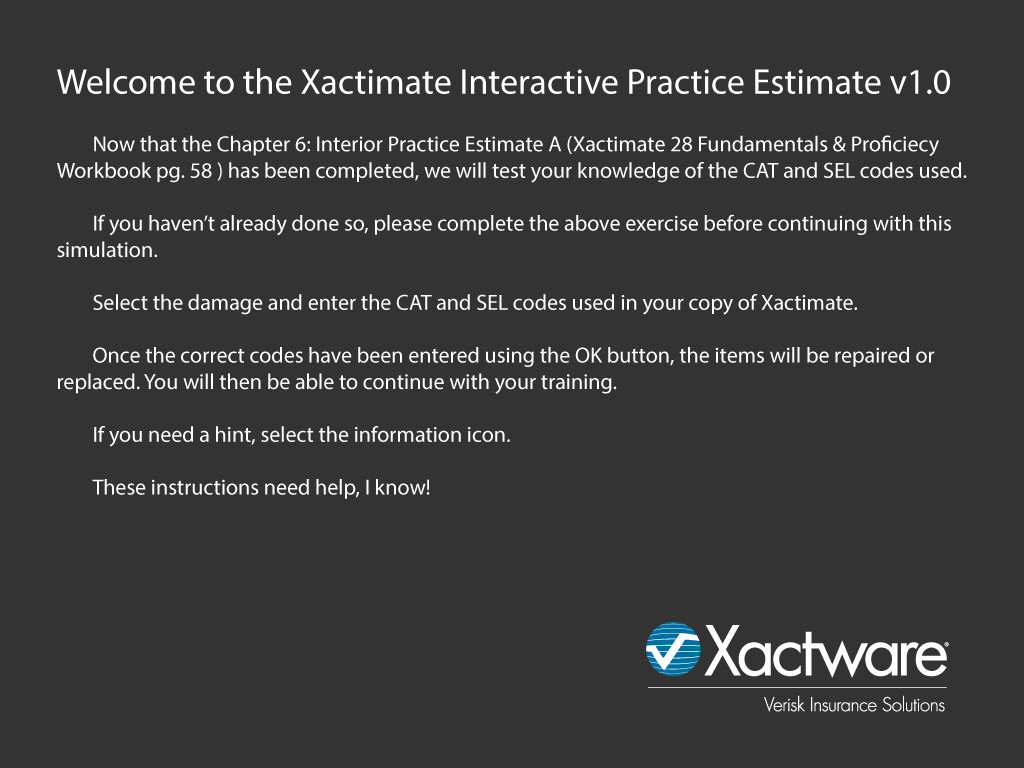 Welcome to the Xactimate Interactive Practice Estimate v1.0
Now that the Chapter 6: Interior Practice Estimate A (Xactimate 28 Fundamentals & Proficiecy
Workbook pg. 58 ) has been completed, we will test your knowledge of the CAT and SEL codes used.
If you haven't already done so, please complete the above exercise before continuing with this
simulation.
Select the damage and enter the CAT and SEL codes used in your copy of Xactimate.
Once the correct codes have been entered using the OK button, the items will be repaired or
replaced. You will then be able to continue with your training.
If you need a hint, select the information icon.
These instructions need help, I know!
Xactware®
Verisk Insurance Solutions